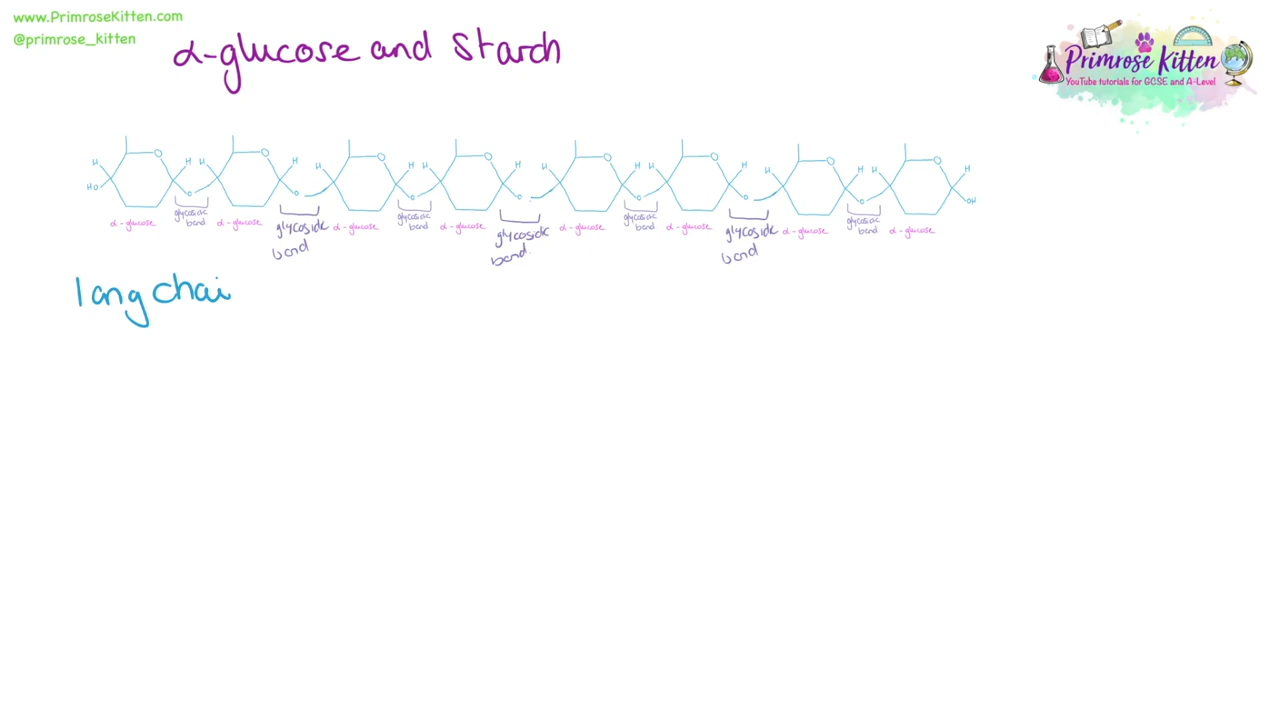 www.PrimroseKitten.com
@primrose_kitten
α-glucose and Starch
Primrose Kitten
YouTube tutorials for GCSE and A-Level
H O H H O H H O H H O H H O H H O H H O H H O H
HO O O O O O O O OH
glycosidic bond glycosidic bond glycosidic bond glycosidic bond glycosidic bond glycosidic bond glycosidic bond
α-glucose α-glucose α-glucose α-glucose α-glucose α-glucose α-glucose α-glucose
long chai